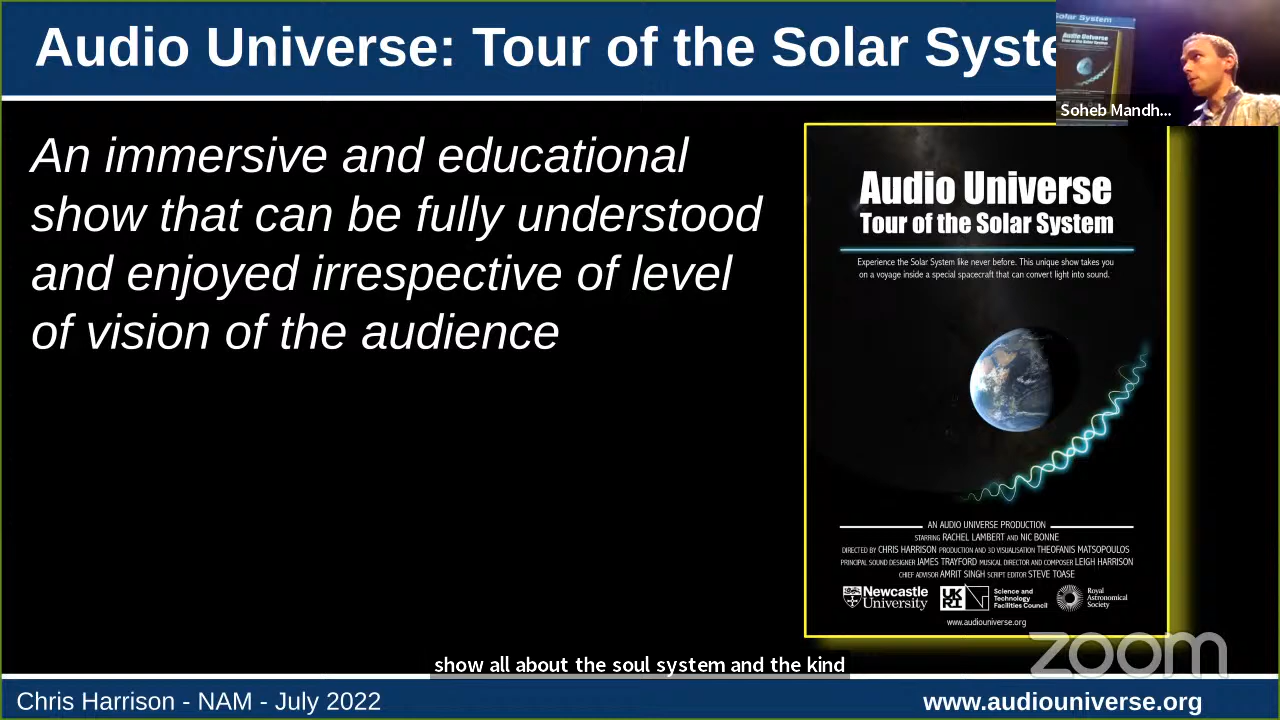 Audio Universe: Tour of the Solar Syste
Soheb Mandh...
An immersive and educational
show that can be fully understood
and enjoyed irrespective of level
of vision of the audience
Audio Universe
Tour of the Solar System
Experience the Solar System like never before. This unique show takes you
on a voyage inside a special spacecraft that can convert light into sound.
AN AUDIO UNIVERSE PRODUCTION
STARRING RACHEL LAMBERT AND NIC BONNE
DIRECTED BY CHRIS HARRISON PRODUCTION AND 3D VISUALISATION THEOFANIS MATSOPOULOS
PRINCIPAL SOUND DESIGNER JAMES TRAYFORD MUSICAL DIRECTOR AND COMPOSER LEIGH HARRISON
CHIEF ADVISOR AMRIT SINGH SCRIPT EDITOR STEVE TOASE
Newcastle
University
UK
RI
Science and
Technology
Facilities Council
Royal
Astronomical
Society
www.audiouniverse.org
zoom
show all about the soul system and the kind
Chris Harrison - NAM - July 2022
www.audiouniverse.org